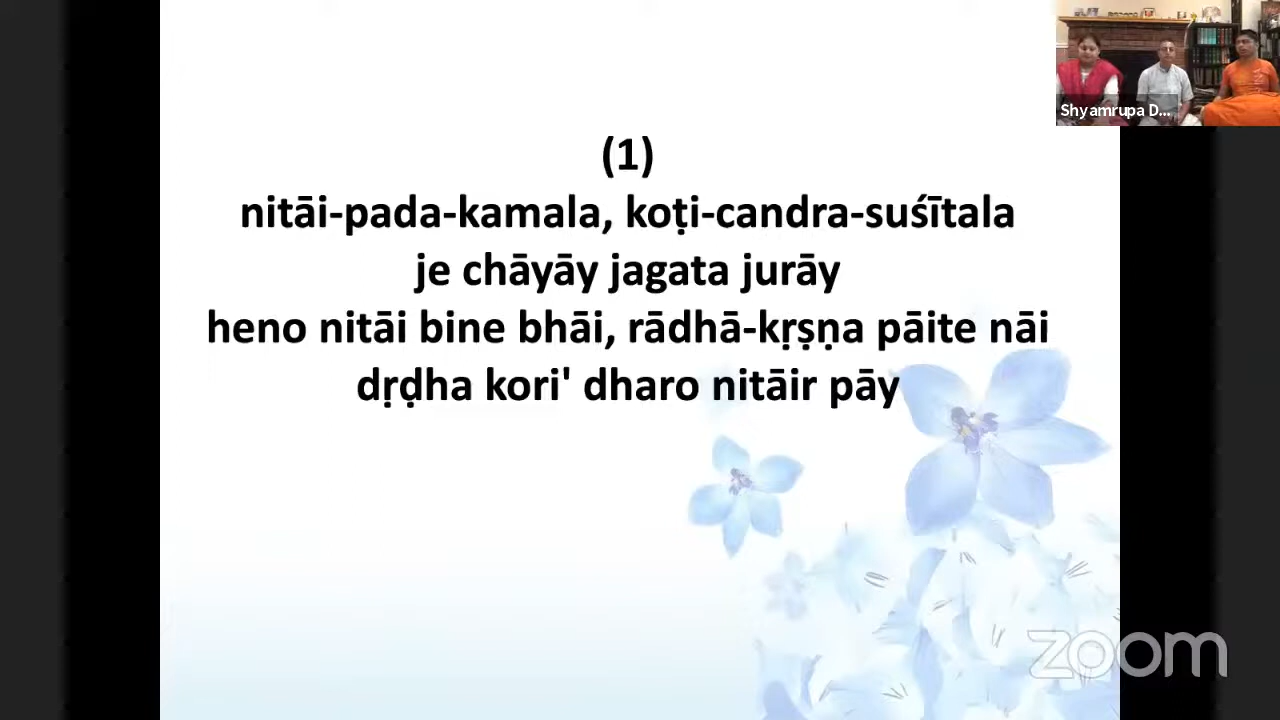 Shyamrupa D...
(1)
nitāi-pada-kamala, koṭi-candra-suśītala
je chāyāy jagata jurāy
heno nitāi bine bhāi, rādhā-kṛṣṇa pāite nāi
dṛḍha kori' dharo nitāir pāy
zoom